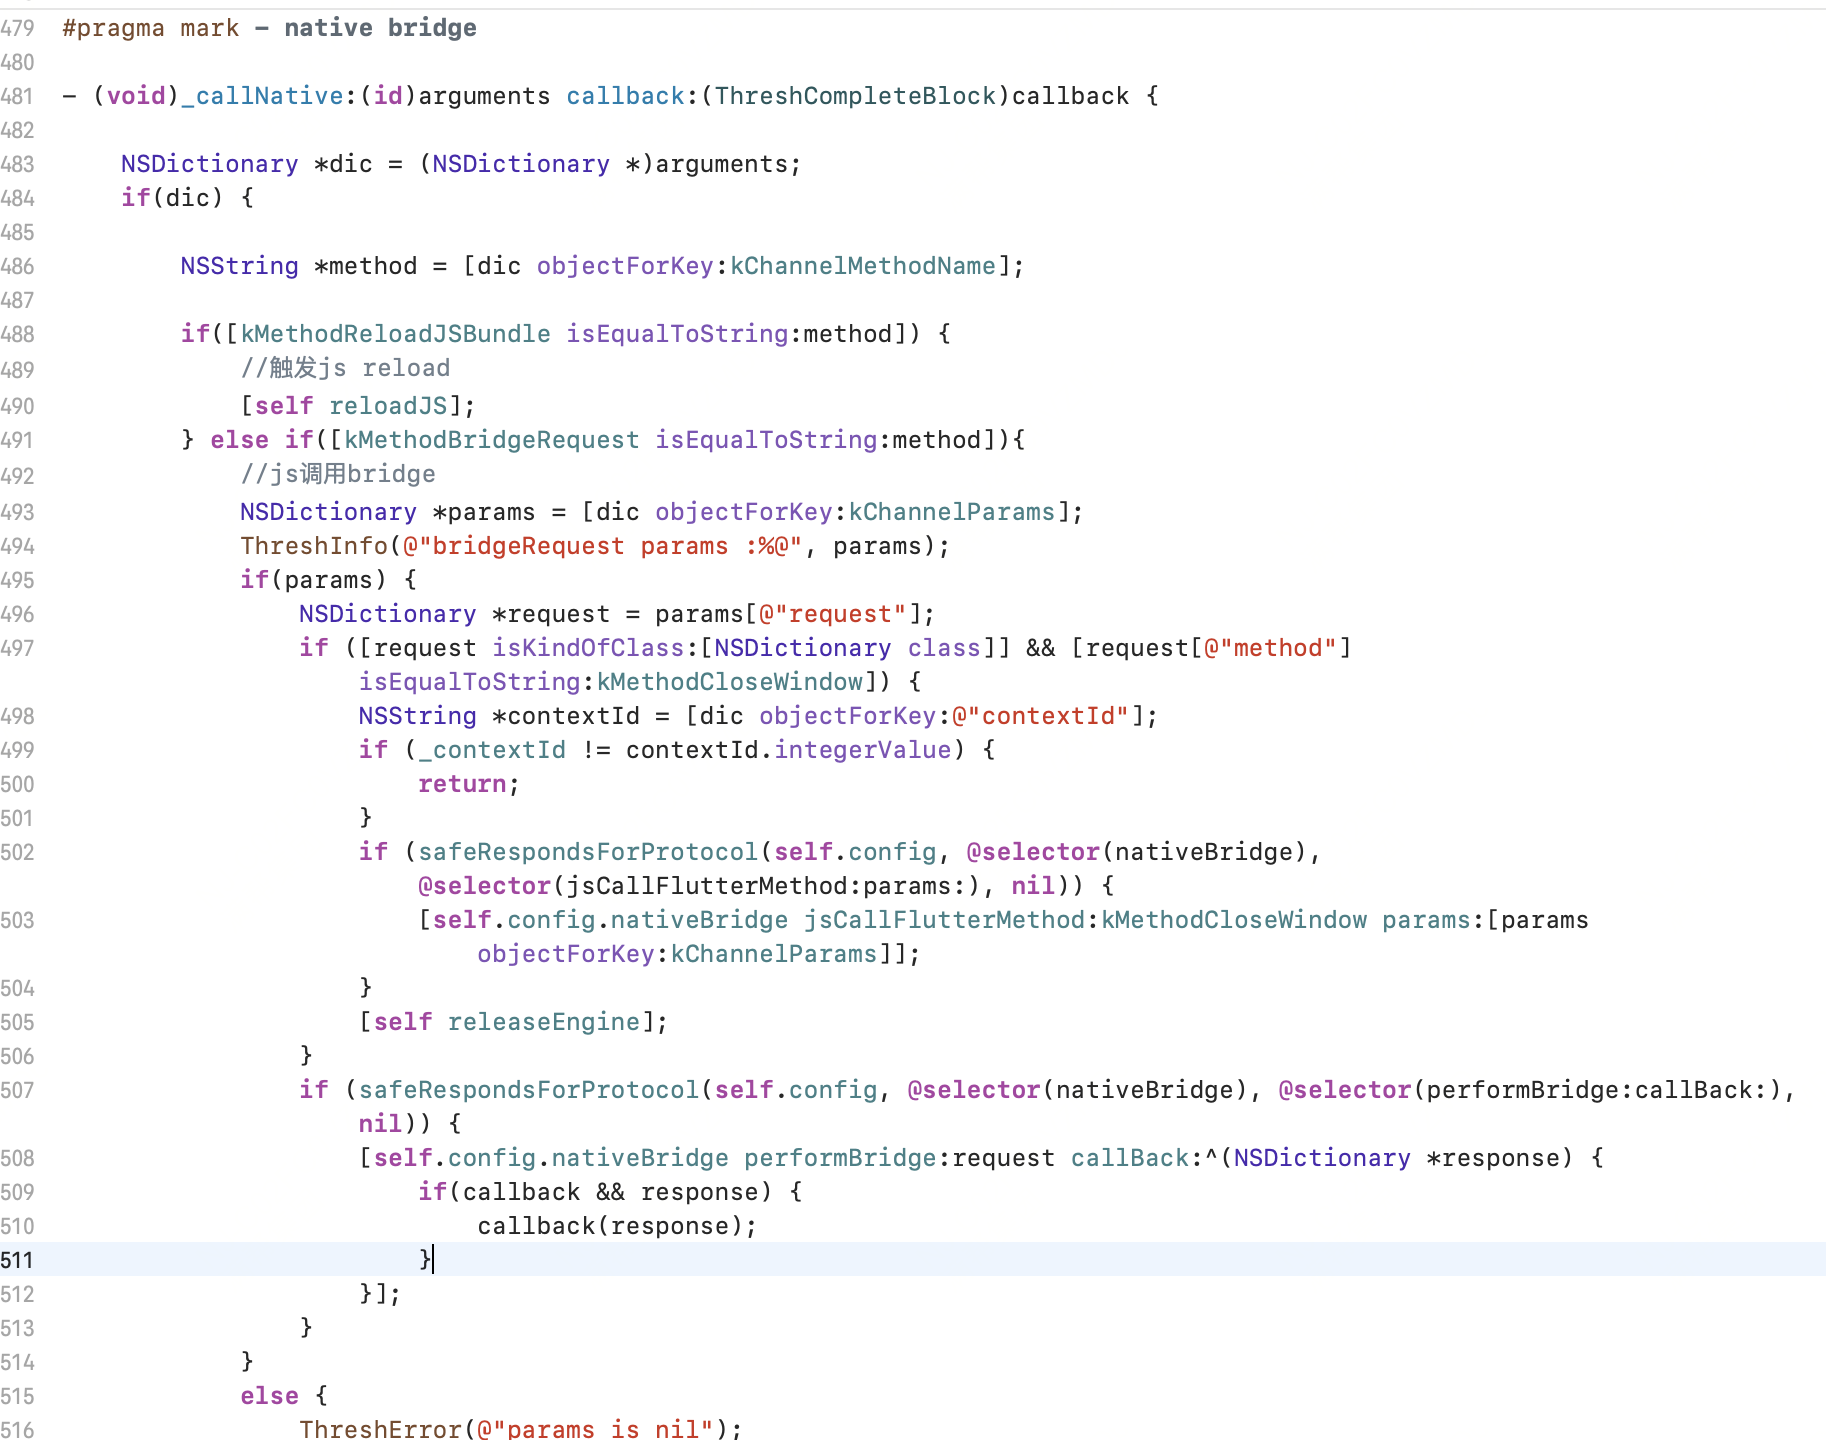 479 #pragma mark - native bridge
480
481 - (void)_callNative:(id)arguments callback:(ThreshCompleteBlock)callback {
482
483 NSDictionary *dic = (NSDictionary *)arguments;
484 if(dic) {
485
486 NSString *method = [dic objectForKey:kChannelMethodName];
487
488 if([kMethodReloadJSBundle isEqualToString:method]) {
489 //触发js reload
490 [self reloadJS];
491 } else if([kMethodBridgeRequest isEqualToString:method]){
492 //js调用bridge
493 NSDictionary *params = [dic objectForKey:kChannelParams];
494 ThreshInfo(@"bridgeRequest params :%@", params);
495 if(params) {
496 NSDictionary *request = params[@"request"];
497 if ([request isKindOfClass:[NSDictionary class]] && [request[@"method"]
isEqualToString:kMethodCloseWindow]) {
498 NSString *contextId = [dic objectForKey:@"contextId"];
499 if (_contextId != contextId.integerValue) {
500 return;
501 }
502 if (safeRespondsForProtocol(self.config, @selector(nativeBridge),
@selector(jsCallFlutterMethod:params:), nil)) {
503 [self.config.nativeBridge jsCallFlutterMethod:kMethodCloseWindow params:[params
objectForKey:kChannelParams]];
504 }
505 [self releaseEngine];
506 }
507 if (safeRespondsForProtocol(self.config, @selector(nativeBridge), @selector(performBridge:callBack:),
nil)) {
508 [self.config.nativeBridge performBridge:request callBack:^(NSDictionary *response) {
509 if(callback && response) {
510 callback(response);
511 }
512 }];
513 }
514 }
515 else {
516 ThreshError(@"params is nil");